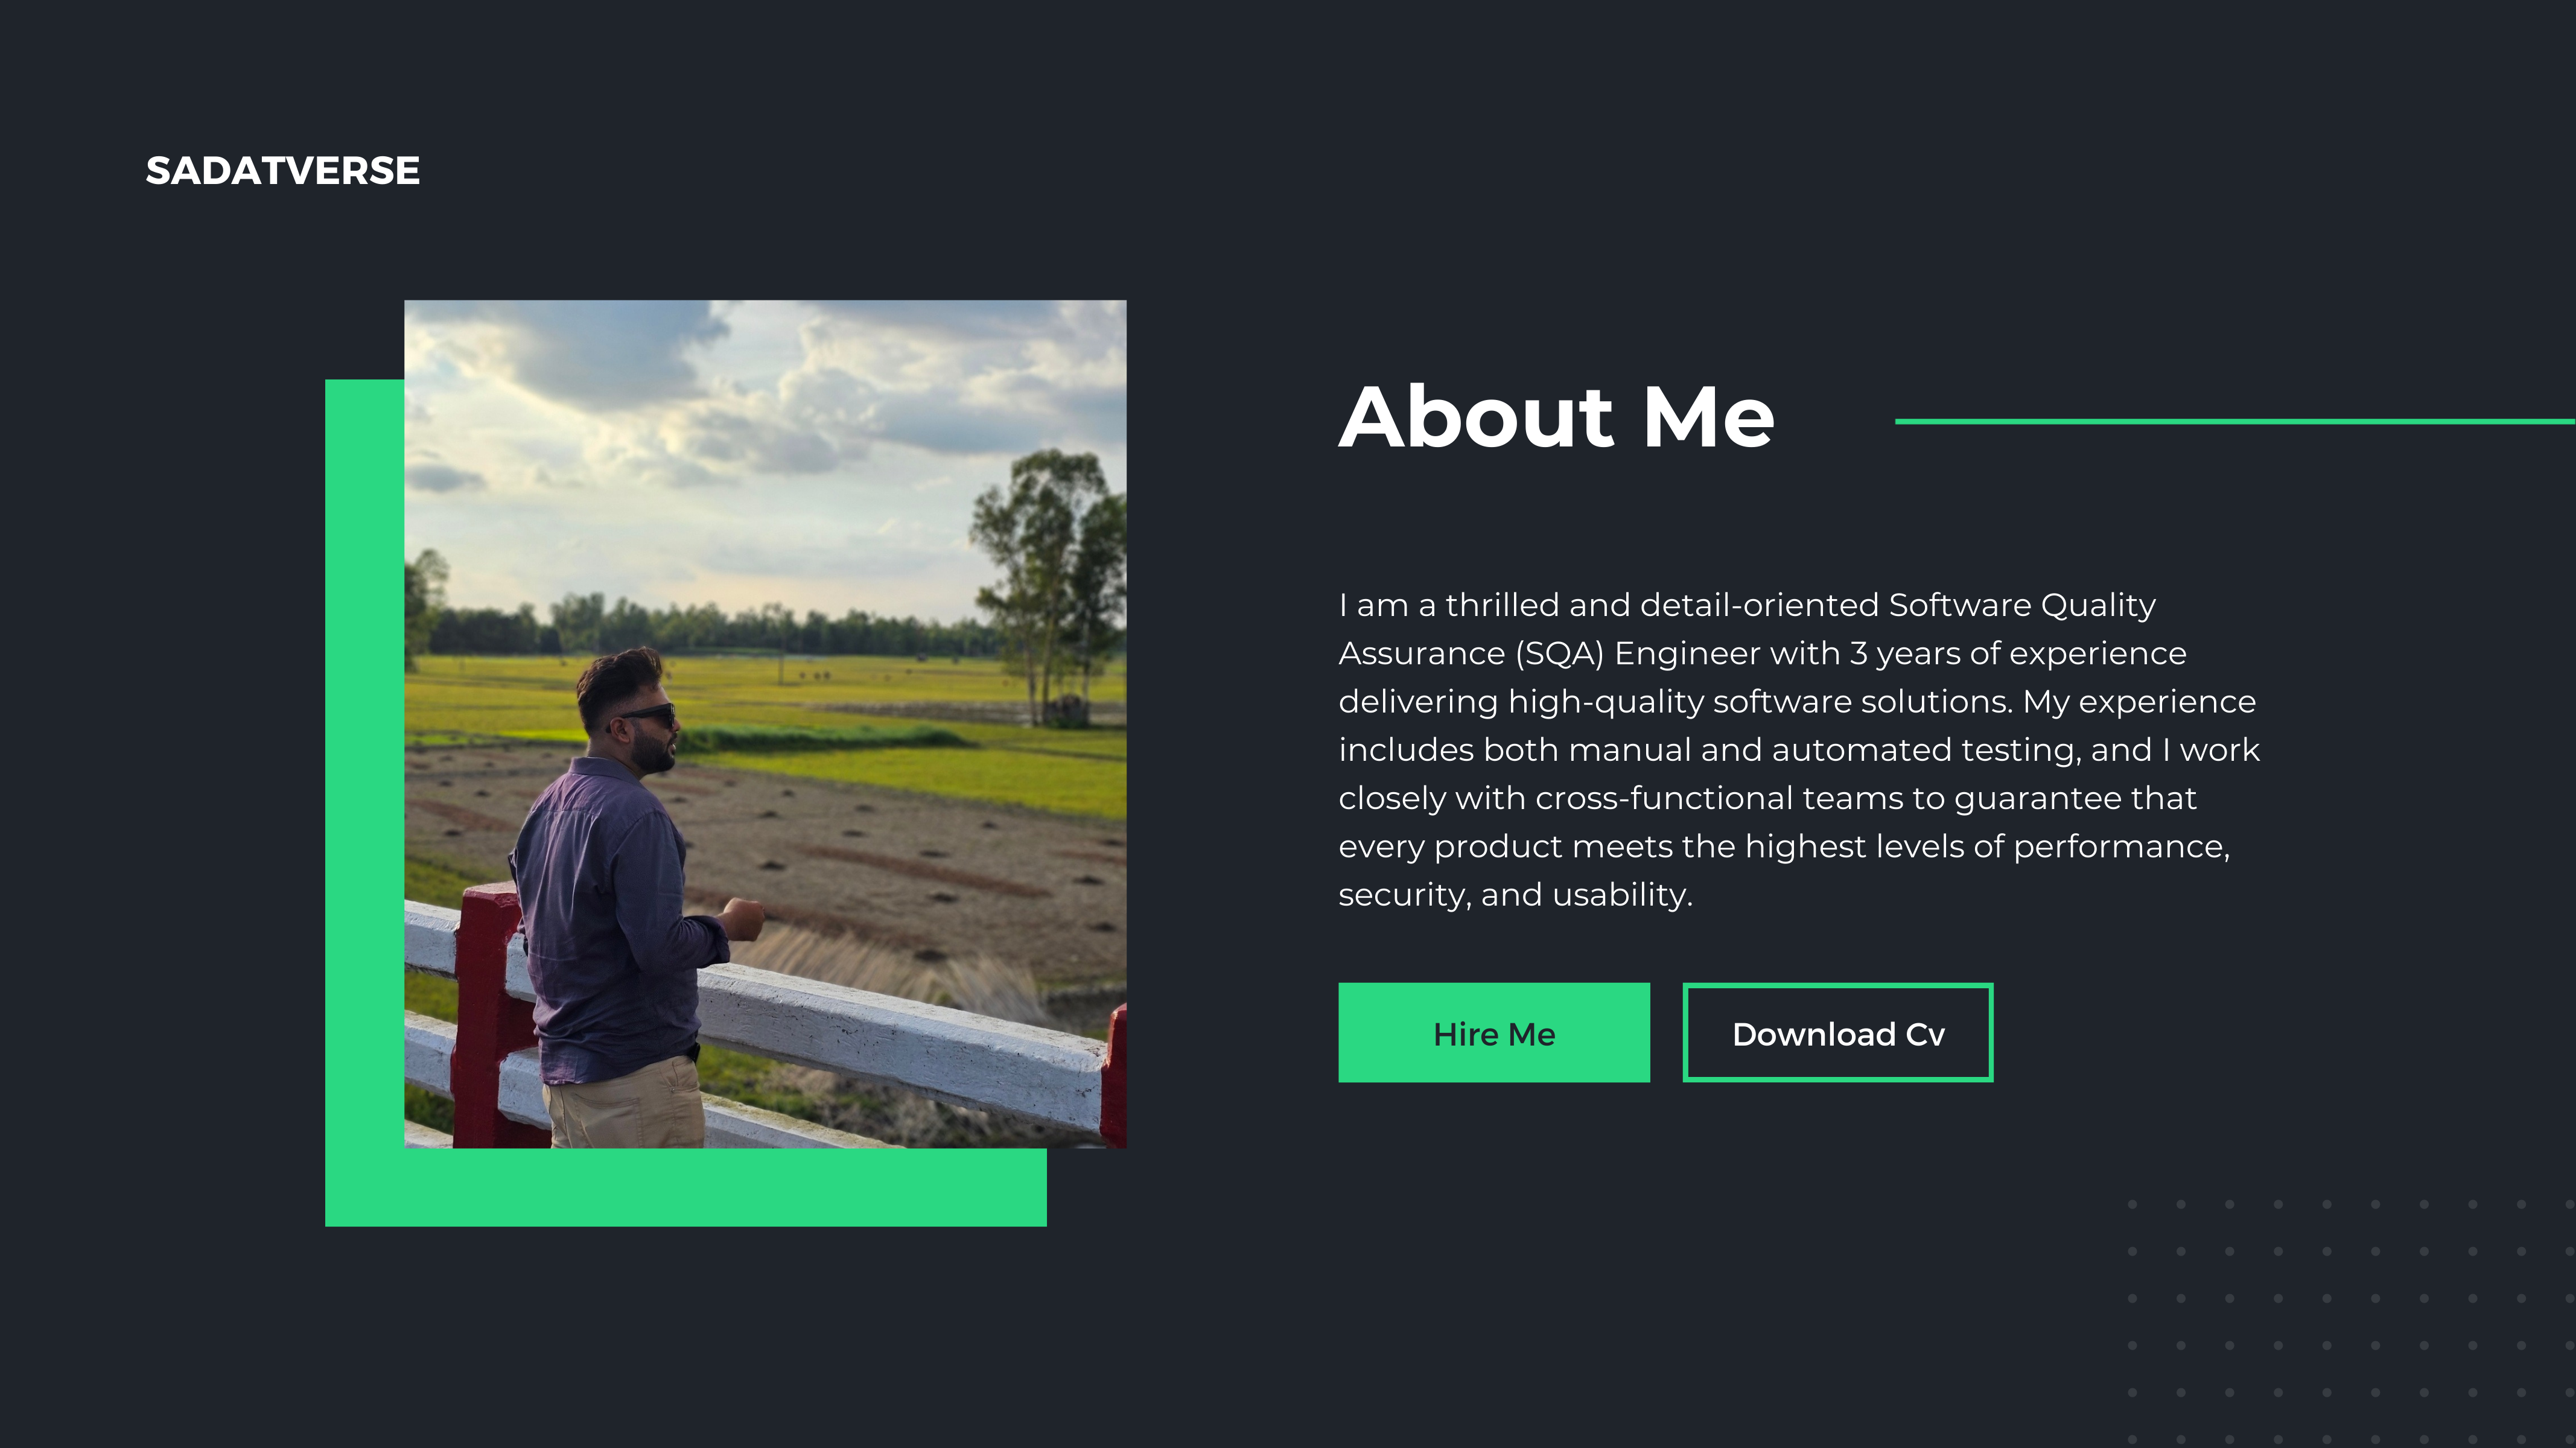 SADATVERSE
About Me
I am a thrilled and detail-oriented Software Quality
Assurance (SQA) Engineer with 3 years of experience
delivering high-quality software solutions. My experience
includes both manual and automated testing, and I work
closely with cross-functional teams to guarantee that
every product meets the highest levels of performance,
security, and usability.
Hire Me
Download Cv